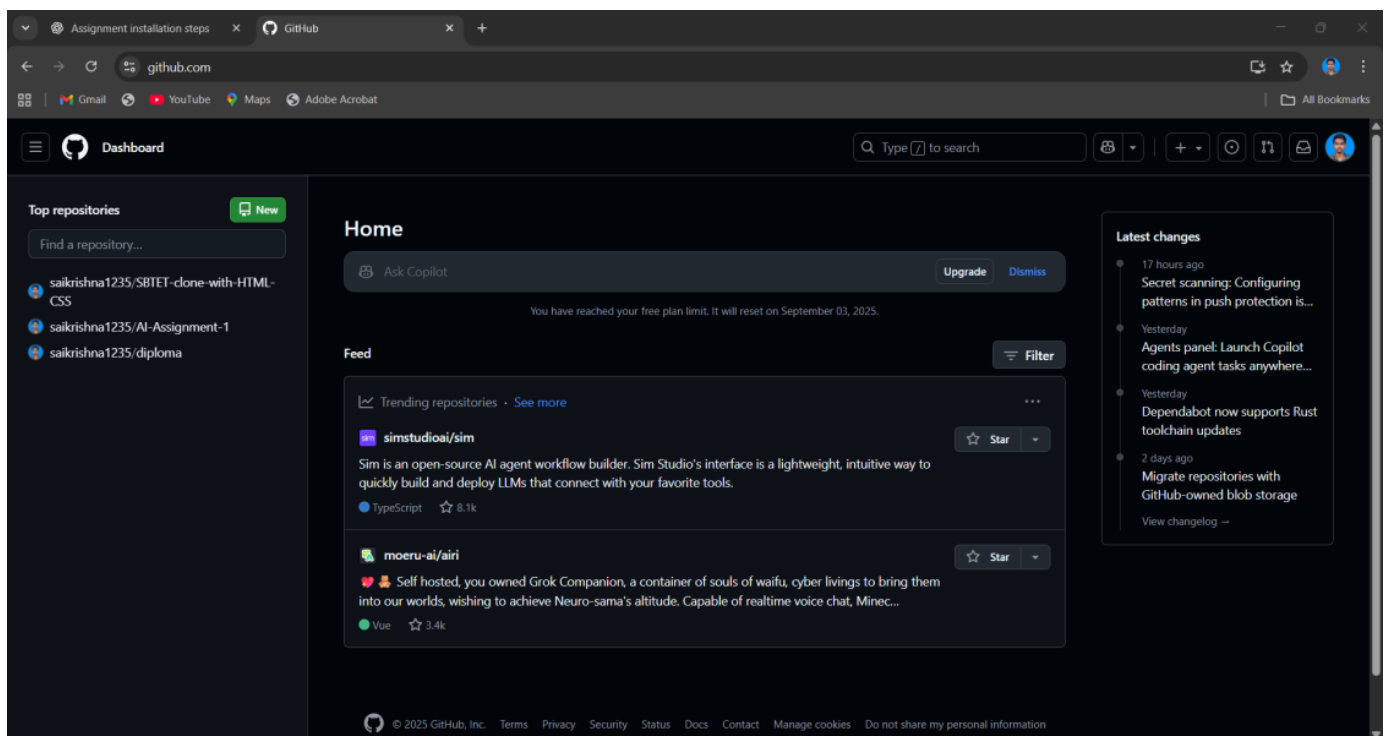 Assignment installation steps
GitHub
github.com
Gmail
YouTube
Maps
Adobe Acrobat
All Bookmarks
Dashboard
Type / to search
Top repositories
New
Find a repository...
saikrishna1235/SBTET-clone-with-HTML-
CSS
saikrishna1235/AI-Assignment-1
saikrishna1235/diploma
Home
Ask Copilot
Upgrade
Dismiss
You have reached your free plan limit. It will reset on September 03, 2025.
Feed
Filter
Trending repositories · See more
sim
simstudioai/sim
Star
Sim is an open-source AI agent workflow builder. Sim Studio's interface is a lightweight, intuitive way to
quickly build and deploy LLMs that connect with your favorite tools.
TypeScript
8.1k
moeru-ai/airi
Star
💖🧸 Self hosted, you owned Grok Companion, a container of souls of waifu, cyber livings to bring them
into our worlds, wishing to achieve Neuro-sama's altitude. Capable of realtime voice chat, Minec...
Vue
3.4k
Latest changes
17 hours ago
Secret scanning: Configuring
patterns in push protection is...
Yesterday
Agents panel: Launch Copilot
coding agent tasks anywhere...
Yesterday
Dependabot now supports Rust
toolchain updates
2 days ago
Migrate repositories with
GitHub-owned blob storage
View changelog →
© 2025 GitHub, Inc.
Terms
Privacy
Security
Status
Docs
Contact
Manage cookies
Do not share my personal information